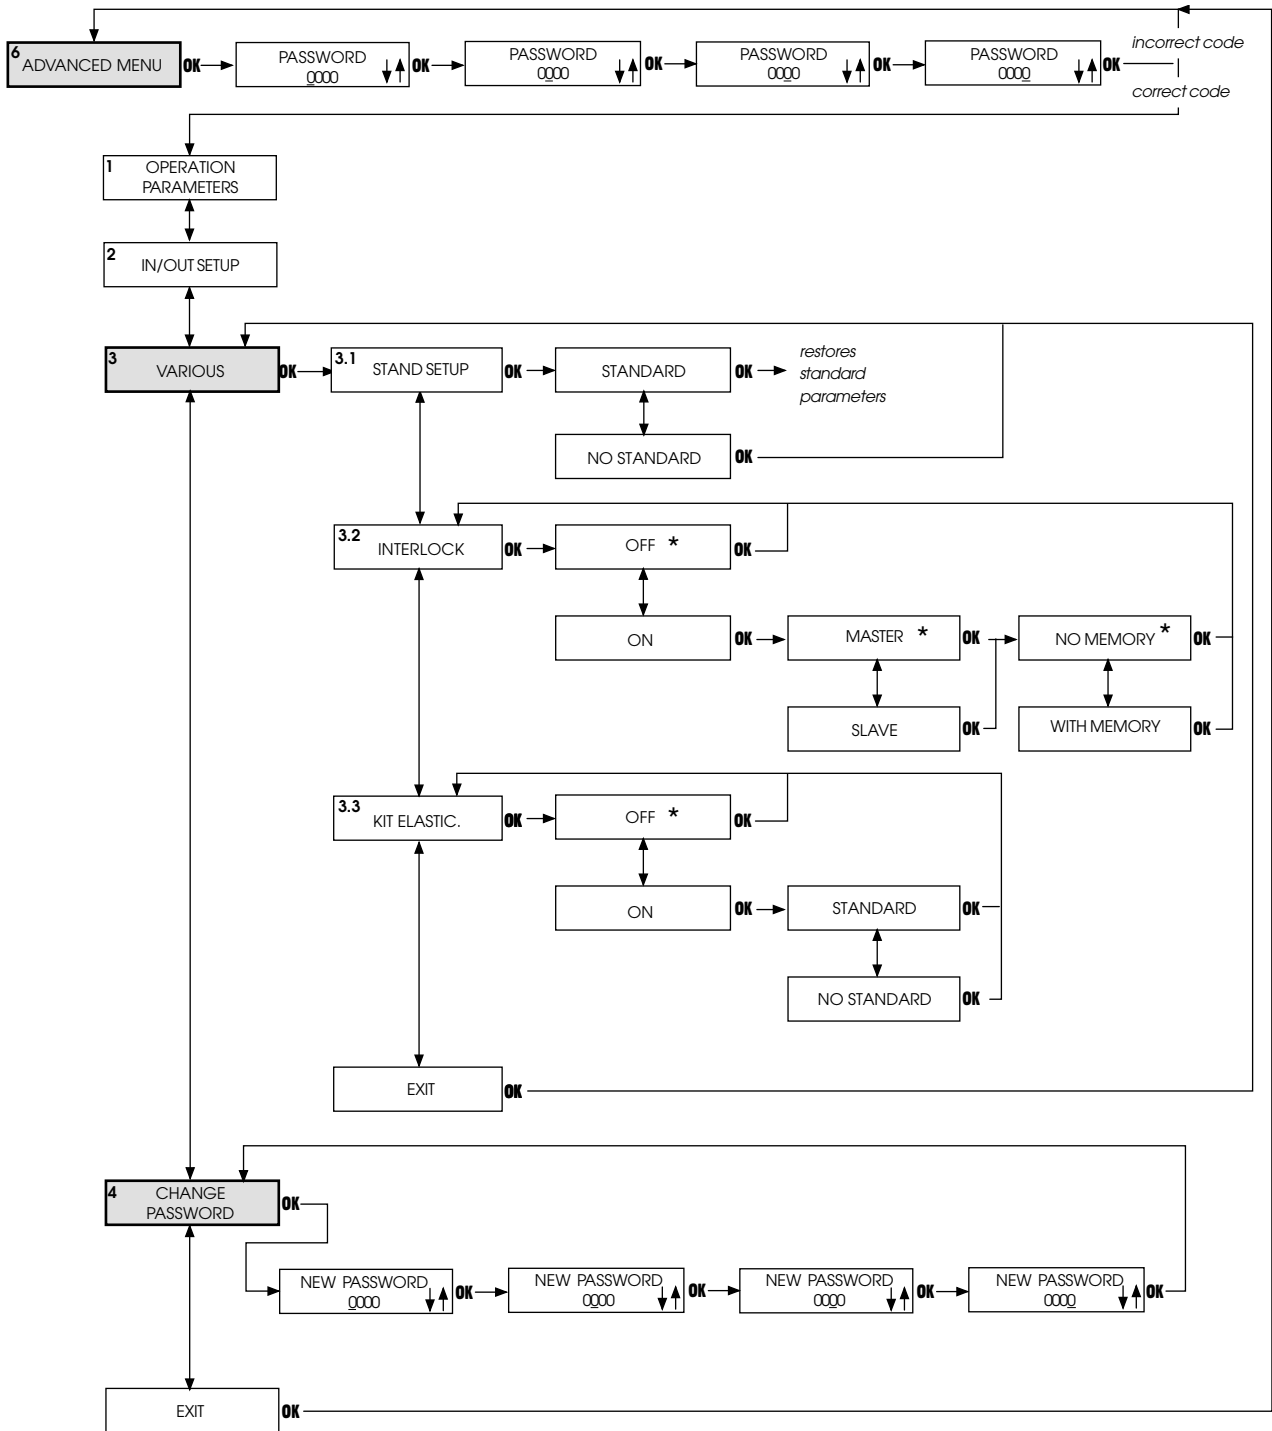 6
ADVANCED MENU
OK
PASSWORD
0000
OK
PASSWORD
0000
OK
PASSWORD
0000
OK
PASSWORD
0000
OK
incorrect code
correct code
1
OPERATION
PARAMETERS
2
IN/OUT SETUP
3
VARIOUS
OK
3.1
STAND SETUP
OK
STANDARD
OK
restores
standard
parameters
NO STANDARD
OK
3.2
INTERLOCK
OK
OFF *
OK
ON
OK
MASTER *
OK
NO MEMORY *
OK
SLAVE
OK
WITH MEMORY
OK
3.3
KIT ELASTIC.
OK
OFF *
OK
ON
OK
STANDARD
OK
NO STANDARD
OK
EXIT
OK
4
CHANGE
PASSWORD
OK
NEW PASSWORD
0000
OK
NEW PASSWORD
0000
OK
NEW PASSWORD
0000
OK
NEW PASSWORD
0000
OK
EXIT
OK